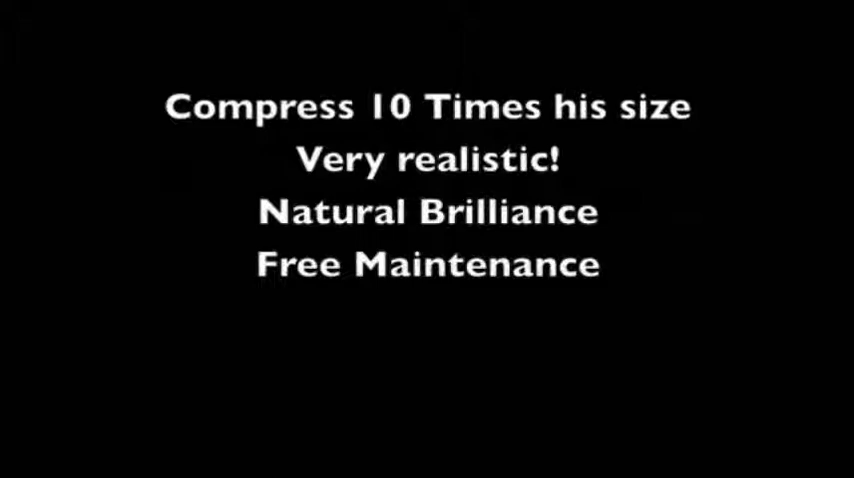 Compress 10 Times his size
Very realistic!
Natural Brilliance
Free Maintenance